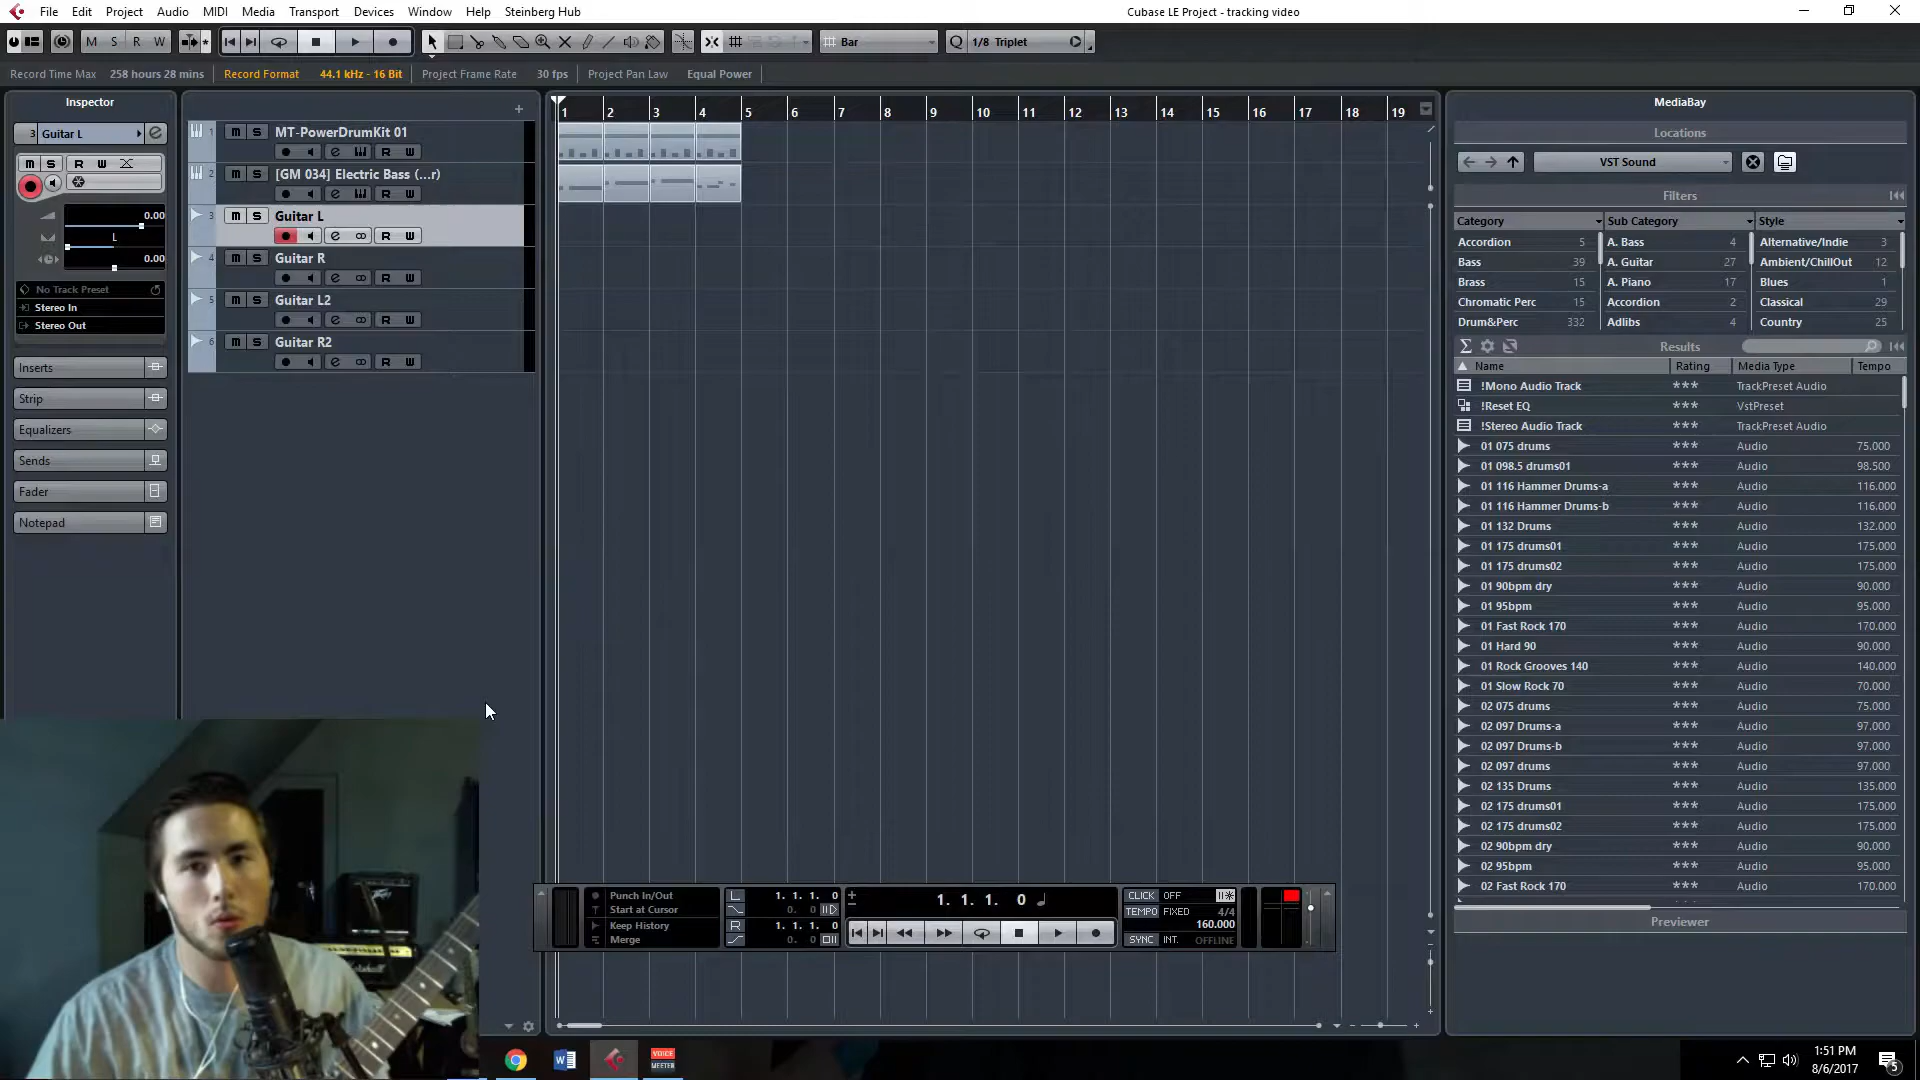 File Edit Project Audio MIDI Media Transport Devices Window Help Steinberg Hub
Cubase LE Project - tracking video
M S R W
Bar
Q 1/8 Triplet
Record Time Max 258 hours 28 mins Record Format 44.1 kHz - 16 Bit Project Frame Rate 30 fps Project Pan Law Equal Power
Inspector
3 Guitar L
m S R W
0.00
L
0.00
No Track Preset
Stereo In
Stereo Out
Inserts
Strip
Equalizers
Sends
Fader
Notepad
1 m S MT-PowerDrumKit 01
R W
2 m S [GM 034] Electric Bass (...r)
R W
3 m S Guitar L
R W
4 m S Guitar R
R W
5 m S Guitar L2
R W
6 m S Guitar R2
R W
1 2 3 4 5 6 7 8 9 10 11 12 13 14 15 16 17 18 19
MediaBay
Locations
VST Sound
Filters
Category Sub Category Style
Accordion 5 A. Bass 4 Alternative/Indie 3
Bass 39 A. Guitar 27 Ambient/ChillOut 12
Brass 15 A. Piano 17 Blues 1
Chromatic Perc 15 Accordion 2 Classical 29
Drum&Perc 332 Adlibs 4 Country 25
Results
Name Rating Media Type Tempo
!Mono Audio Track *** TrackPreset Audio
!Reset EQ *** VstPreset
!Stereo Audio Track *** TrackPreset Audio
01 075 drums *** Audio 75.000
01 098.5 drums01 *** Audio 98.500
01 116 Hammer Drums-a *** Audio 116.000
01 116 Hammer Drums-b *** Audio 116.000
01 132 Drums *** Audio 132.000
01 175 drums01 *** Audio 175.000
01 175 drums02 *** Audio 175.000
01 90bpm dry *** Audio 90.000
01 95bpm *** Audio 95.000
01 Fast Rock 170 *** Audio 170.000
01 Hard 90 *** Audio 90.000
01 Rock Grooves 140 *** Audio 140.000
01 Slow Rock 70 *** Audio 70.000
02 075 drums *** Audio 75.000
02 097 Drums-a *** Audio 97.000
02 097 Drums-b *** Audio 97.000
02 097 drums *** Audio 97.000
02 135 Drums *** Audio 135.000
02 175 drums01 *** Audio 175.000
02 175 drums02 *** Audio 175.000
02 90bpm dry *** Audio 90.000
02 95bpm *** Audio 95.000
02 Fast Rock 170 *** Audio 170.000
Previewer
Punch In/Out
Start at Cursor
Keep History
Merge
L 1. 1. 1. 0
0. 0
R 1. 1. 1. 0
0. 0
1. 1. 1. 0
CLICK OFF
TEMPO FIXED 4/4
160.000
SYNC INT. OFFLINE
PEAVEY
Marshall
VOICE
MEETER
1:51 PM
8/6/2017
5